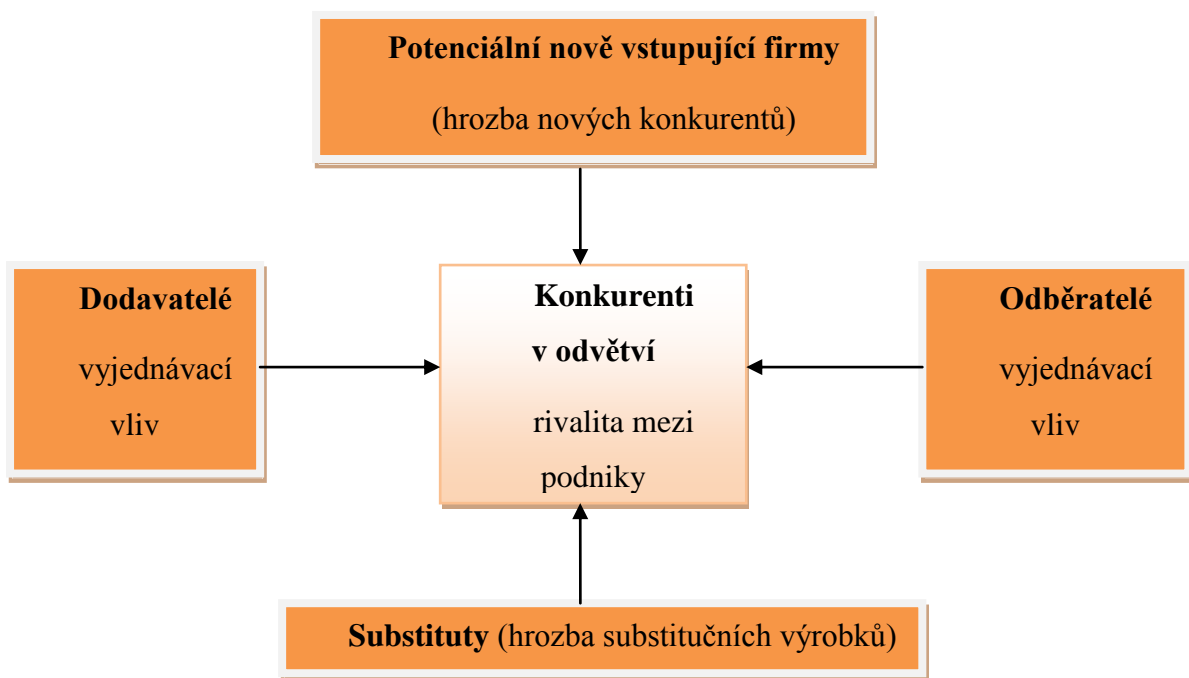 Potenciální nově vstupující firmy
(hrozba nových konkurentů)
Dodavatelé
vyjednávací
vliv
Konkurenti
v odvětví
rivalita mezi
podniky
Odběratelé
vyjednávací
vliv
Substituty (hrozba substitučních výrobků)